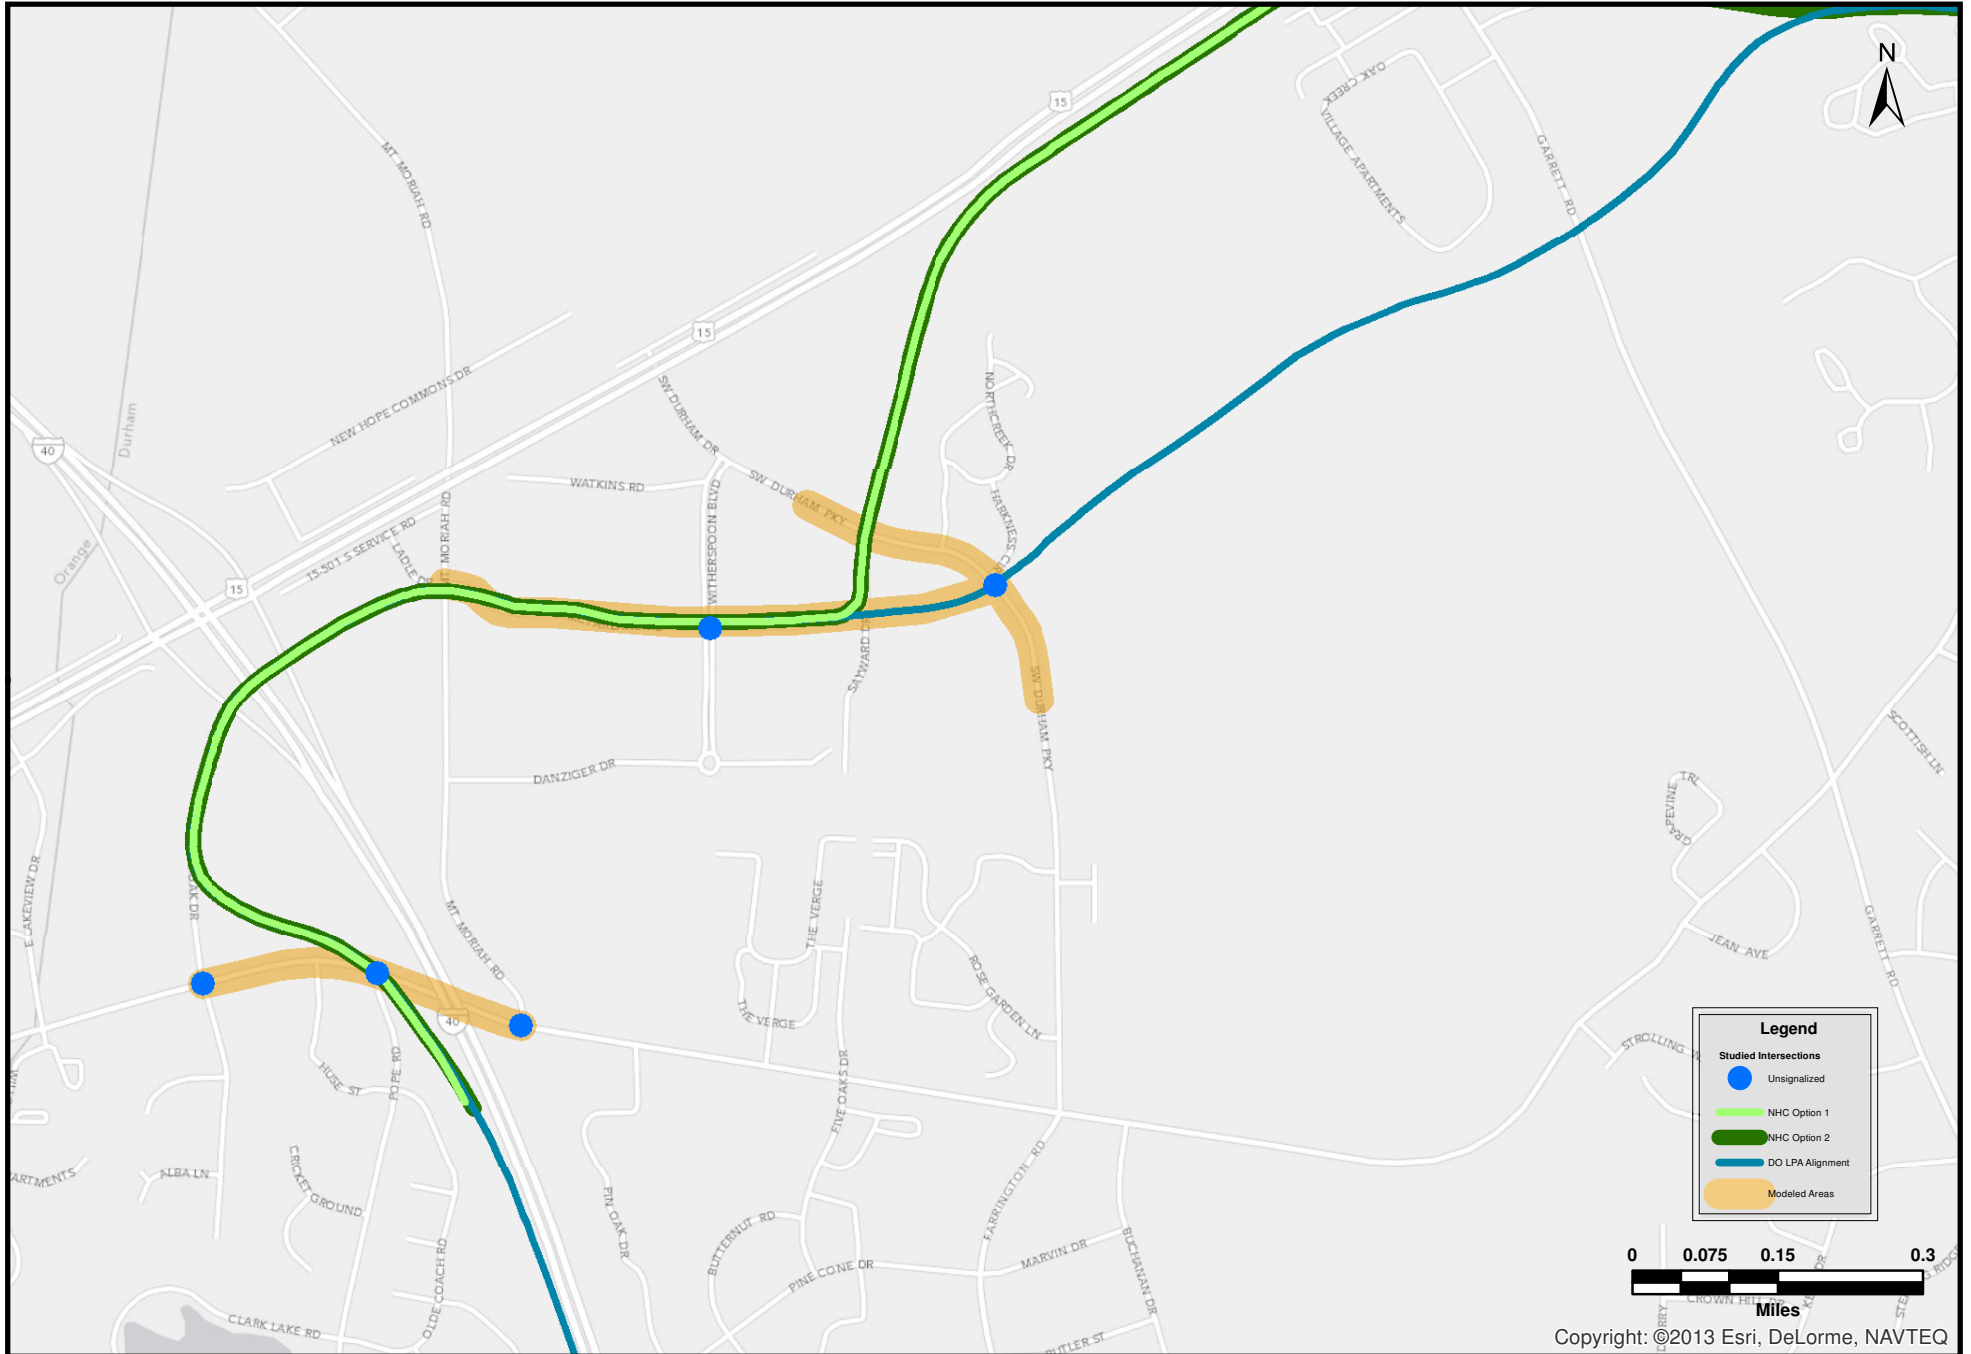 N
15
OAK CREEK
VILLAGE APARTMENTS
GARRETT RD
MT MORIAH RD
15
NEW HOPE COMMONS DR
Durham
40
SW DURHAM DR
NORTHCREEK DR
WATKINS RD
WITHERSPOON BLVD
SW DURHAM PKY
HARKNESS CIR
MT MORIAH RD
15-501 S SERVICE RD
LADLE DR
Orange
15
SAYWARD DR
SW DURHAM PKY
DANZIGER DR
SCOTTISH LN
GRAPEVINE TRL
E LAKEVIEW DR
OAK DR
MT MORIAH RD
THE VERGE
THE VERGE
ROSE GARDEN LN
JEAN AVE
GARRETT RD
40
HUSE ST
POPE RD
FIVE OAKS DR
STROLLING W
ARTMENTS
ALBA LN
CRICKET GROUND
PIN OAK DR
FARRINGTON RD
BUTTERNUT RD
PINE CONE DR
MARVIN DR
BUCHANAN DR
OLDE COACH RD
CLARK LAKE RD
BUTLER ST
CROWN HILL DR
Legend
Studied Intersections
Unsignalized
NHC Option 1
NHC Option 2
DO LPA Alignment
Modeled Areas
0 0.075 0.15 0.3
Miles
Copyright: ©2013 Esri, DeLorme, NAVTEQ